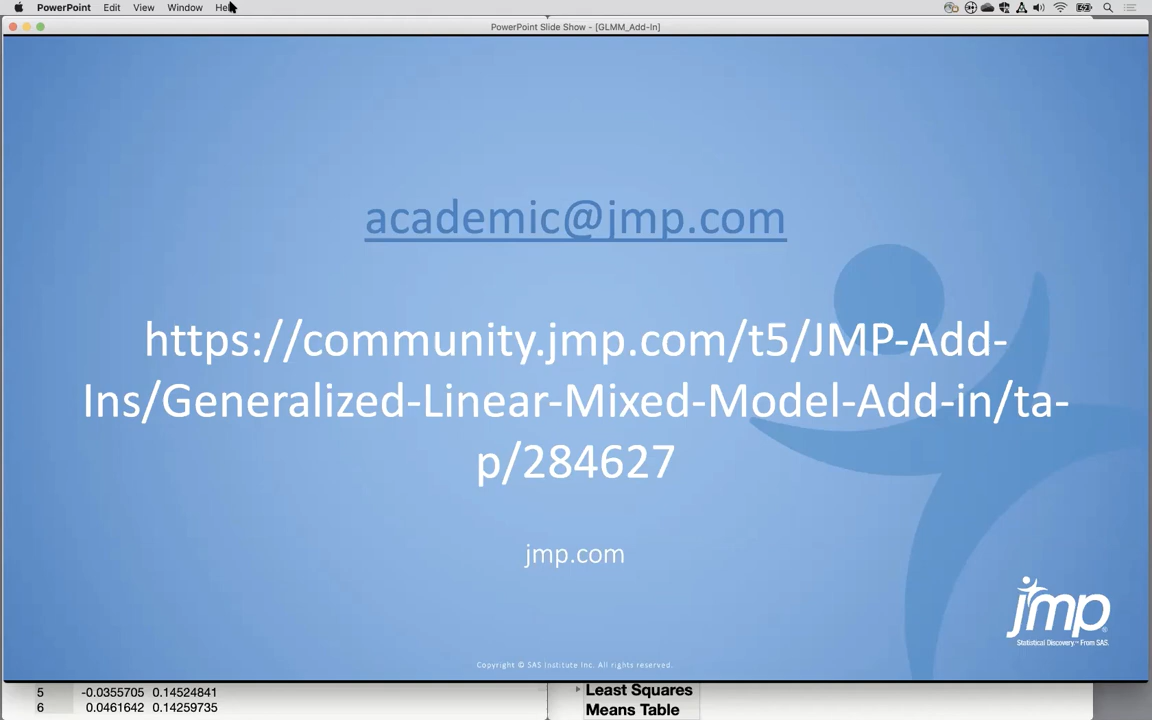 PowerPoint Edit View Window Hel
PowerPoint Slide Show - [GLMM_Add-In]
academic@jmp.com
https://community.jmp.com/t5/JMP-Add-
Ins/Generalized-Linear-Mixed-Model-Add-in/ta-
p/284627
jmp.com
jmp
Statistical Discovery.™ From SAS.
Copyright © SAS Institute Inc. All rights reserved.
5 -0.0355705 0.14524841
6 0.0461642 0.14259735
Least Squares
Means Table